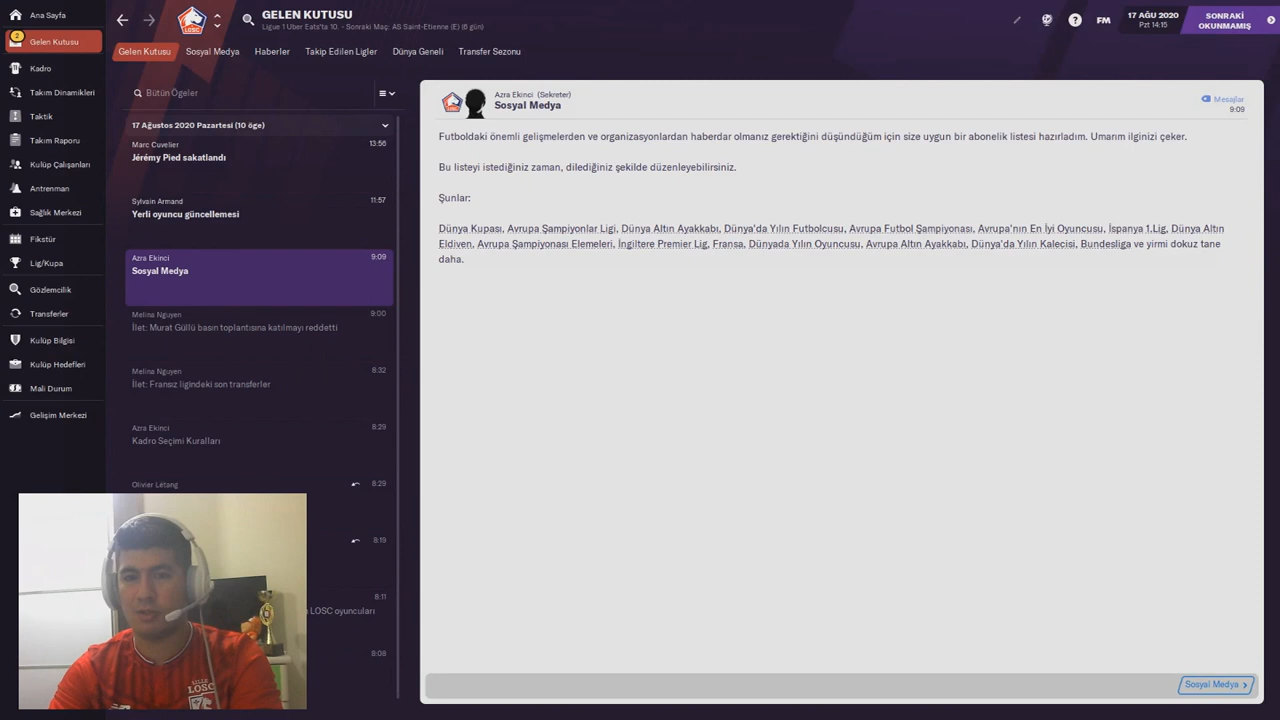 Ana Sayfa
2
Gelen Kutusu
Kadro
Takım Dinamikleri
Taktik
Takım Raporu
Kulüp Çalışanları
Antrenman
Sağlık Merkezi
Fikstür
Lig/Kupa
Gözlemcilik
Transferler
Kulüp Bilgisi
Kulüp Hedefleri
Mali Durum
Gelişim Merkezi
LOSC
GELEN KUTUSU
Ligue 1 Uber Eats'ta 10. - Sonraki Maç: AS Saint-Etienne (E) (6 gün)
?
FM
17 AĞU 2020
Pzt 14:15
SONRAKİ
OKUNMAMIŞ
Gelen Kutusu Sosyal Medya Haberler Takip Edilen Ligler Dünya Geneli Transfer Sezonu
Bütün Ögeler
17 Ağustos 2020 Pazartesi (10 öge)
Marc Cuvelier 13:56
Jérémy Pied sakatlandı
Sylvain Armand 11:57
Yerli oyuncu güncellemesi
Azra Ekinci 9:09
Sosyal Medya
Melina Nguyen 9:00
İlet: Murat Güllü basın toplantısına katılmayı reddetti
Melina Nguyen 8:32
İlet: Fransız ligindeki son transferler
Azra Ekinci 8:29
Kadro Seçimi Kuralları
Olivier Létang 8:29
8:19
8:11
LOSC oyuncuları
8:08
Azra Ekinci (Sekreter)
Sosyal Medya
Mesajlar
9:09
Futboldaki önemli gelişmelerden ve organizasyonlardan haberdar olmanız gerektiğini düşündüğüm için size uygun bir abonelik listesi hazırladım. Umarım ilginizi çeker.
Bu listeyi istediğiniz zaman, dilediğiniz şekilde düzenleyebilirsiniz.
Şunlar:
Dünya Kupası, Avrupa Şampiyonlar Ligi, Dünya Altın Ayakkabı, Dünya'da Yılın Futbolcusu, Avrupa Futbol Şampiyonası, Avrupa'nın En İyi Oyuncusu, İspanya 1.Lig, Dünya Altın
Eldiven, Avrupa Şampiyonası Elemeleri, İngiltere Premier Lig, Fransa, Dünyada Yılın Oyuncusu, Avrupa Altın Ayakkabı, Dünya'da Yılın Kalecisi, Bundesliga ve yirmi dokuz tane
daha.
Sosyal Medya
LILLE
LOSC